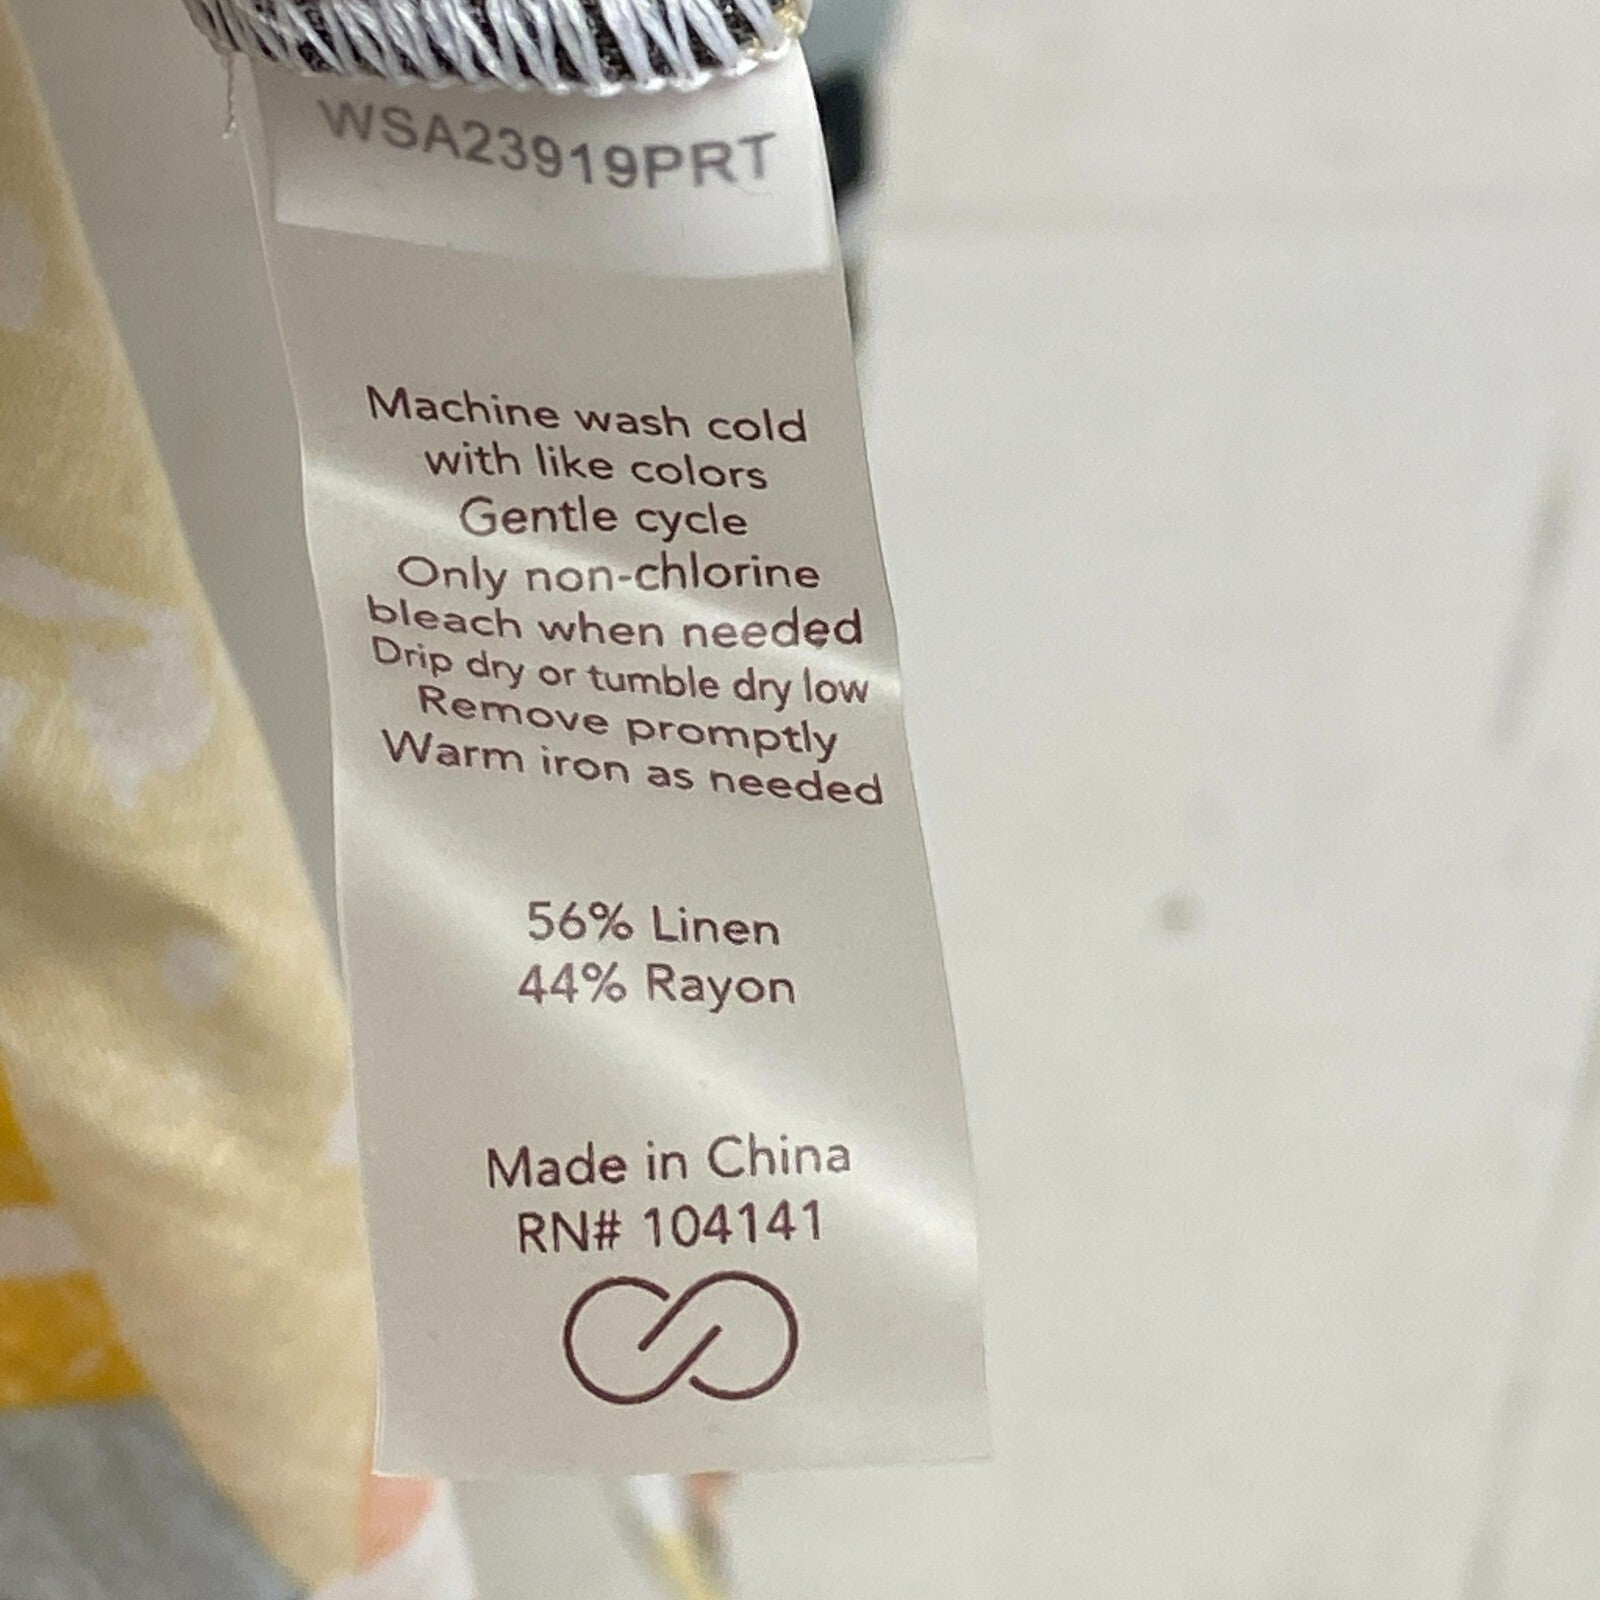 WSA23919PRT
Machine wash cold
with like colors
Gentle cycle
Only non-chlorine
bleach when needed
Drip dry or tumble dry low
Remove promptly
Warm iron as needed
56% Linen
44% Rayon
Made in China
RN# 104141